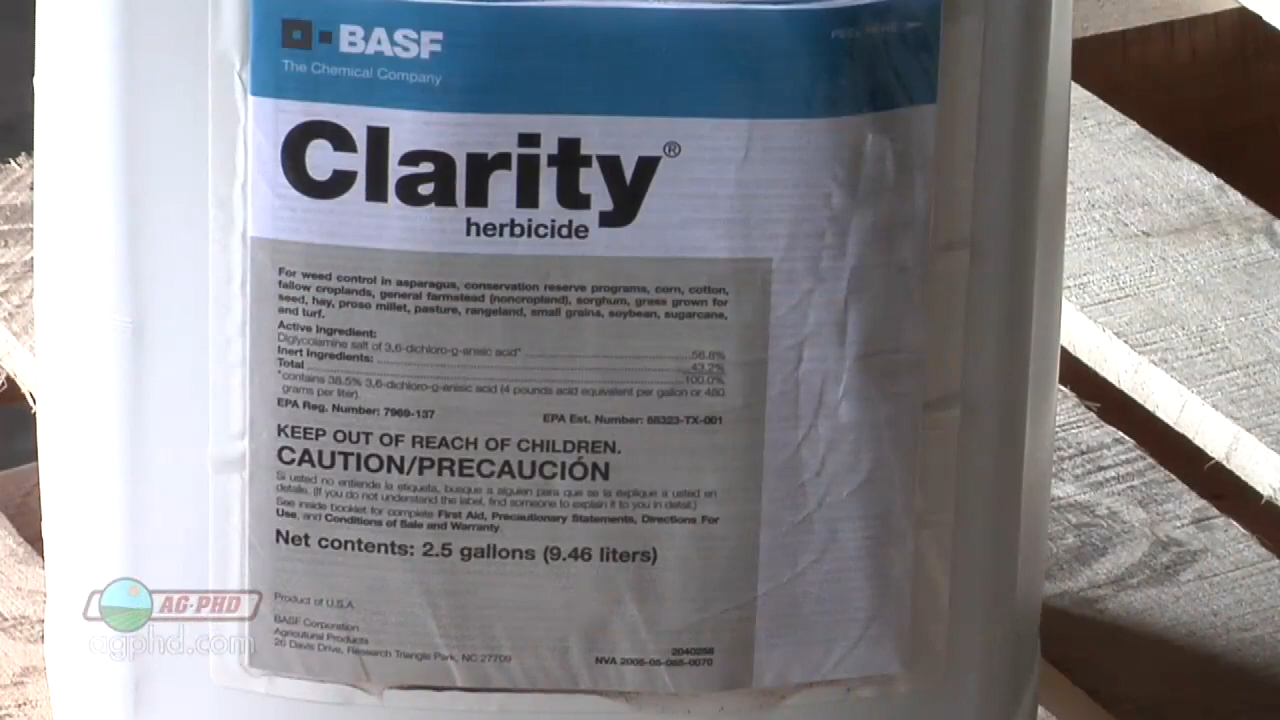 BASF
The Chemical Company
Clarity®
herbicide
For weed control in asparagus, conservation reserve programs, corn, cotton,
fallow croplands, general farmstead (noncropland), sorghum, grass grown for
seed, hay, proso millet, pasture, rangeland, small grains, soybean, sugarcane,
and turf.
Active Ingredient:
Diglycolamine salt of 3,6-dichloro-o-anisic acid* 56.8%
Inert Ingredients: 43.2%
Total 100.0%
*contains 38.5% 3,6-dichloro-o-anisic acid (4 pounds acid equivalent per gallon or 480
grams per liter).
EPA Reg. Number: 7969-137 EPA Est. Number:
KEEP OUT OF REACH OF CHILDREN.
CAUTION/PRECAUCIÓN
Si usted no entiende la etiqueta, busque a alguien para que se la explique a usted en
detalle. (If you do not understand the label, find someone to explain it to you in detail.)
See inside booklet for complete First Aid, Precautionary Statements, Directions For
Use, and Conditions of Sale and Warranty.
Net contents: 2.5 gallons (9.46 liters)
Product of U.S.A.
BASF Corporation
Agricultural Products
26 Davis Drive, Research Triangle Park, NC 27709
AG·PHD
agphd.com